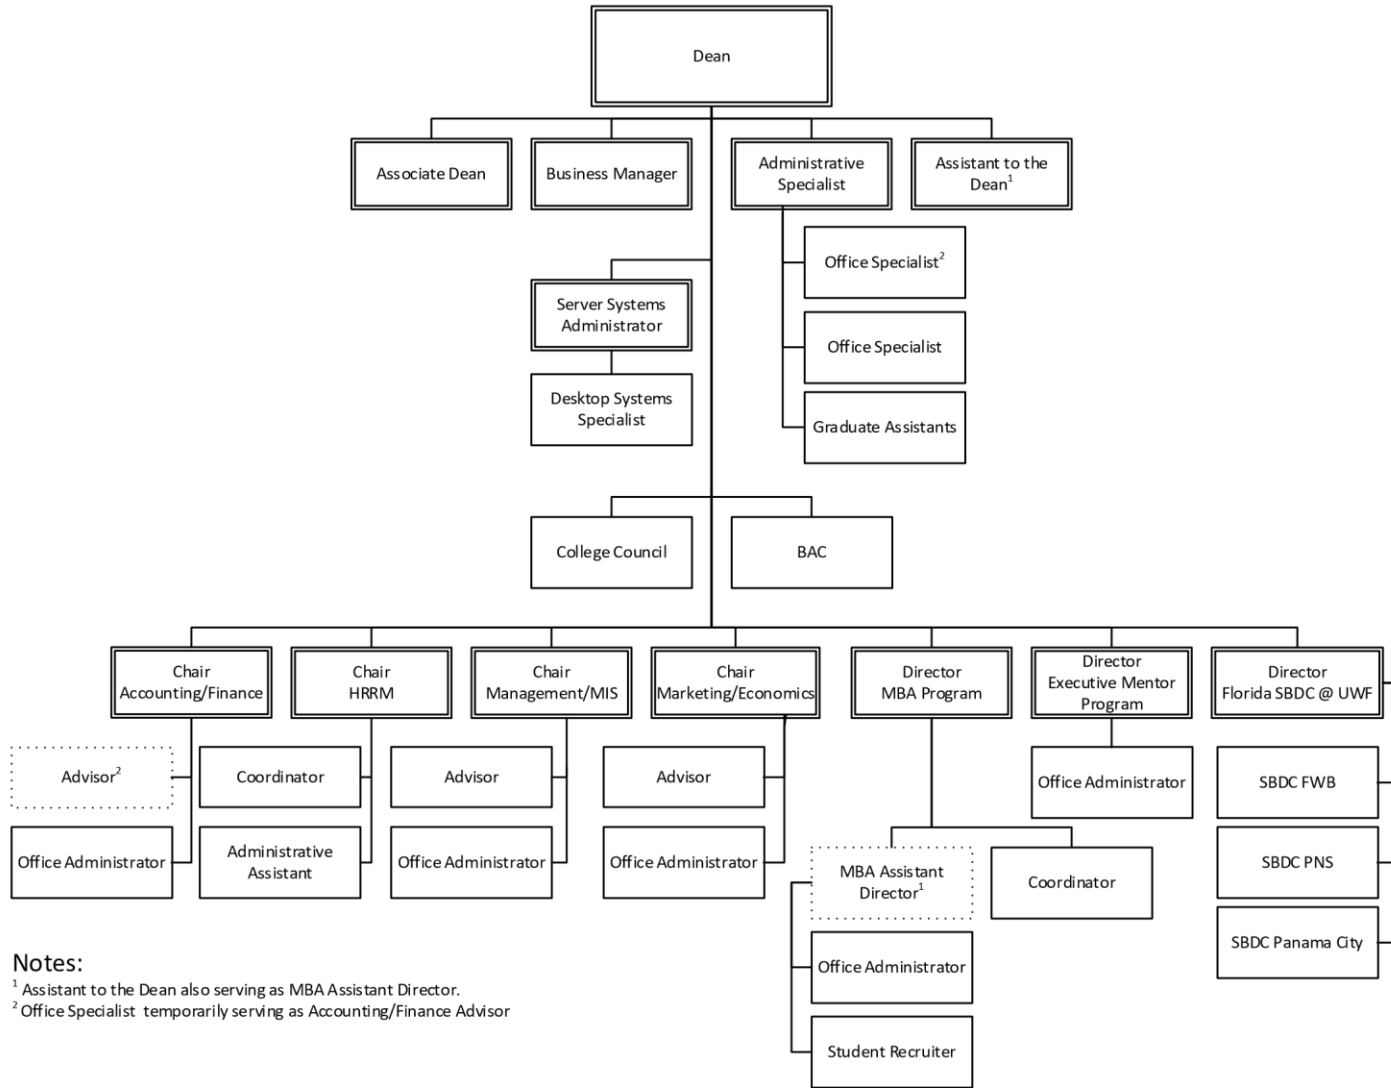 Dean
Associate Dean
Business Manager
Administrative
Specialist
Assistant to the
Dean¹
Office Specialist²
Server Systems
Administrator
Office Specialist
Desktop Systems
Specialist
Graduate Assistants
College Council
BAC
Chair
Accounting/Finance
Chair
HRRM
Chair
Management/MIS
Chair
Marketing/Economics
Director
MBA Program
Director
Executive Mentor
Program
Director
Florida SBDC @ UWF
Advisor²
Coordinator
Advisor
Advisor
Office Administrator
SBDC FWB
Office Administrator
Administrative
Assistant
Office Administrator
Office Administrator
MBA Assistant
Director¹
Coordinator
SBDC PNS
SBDC Panama City
Office Administrator
Student Recruiter
Notes:
¹ Assistant to the Dean also serving as MBA Assistant Director.
² Office Specialist temporarily serving as Accounting/Finance Advisor